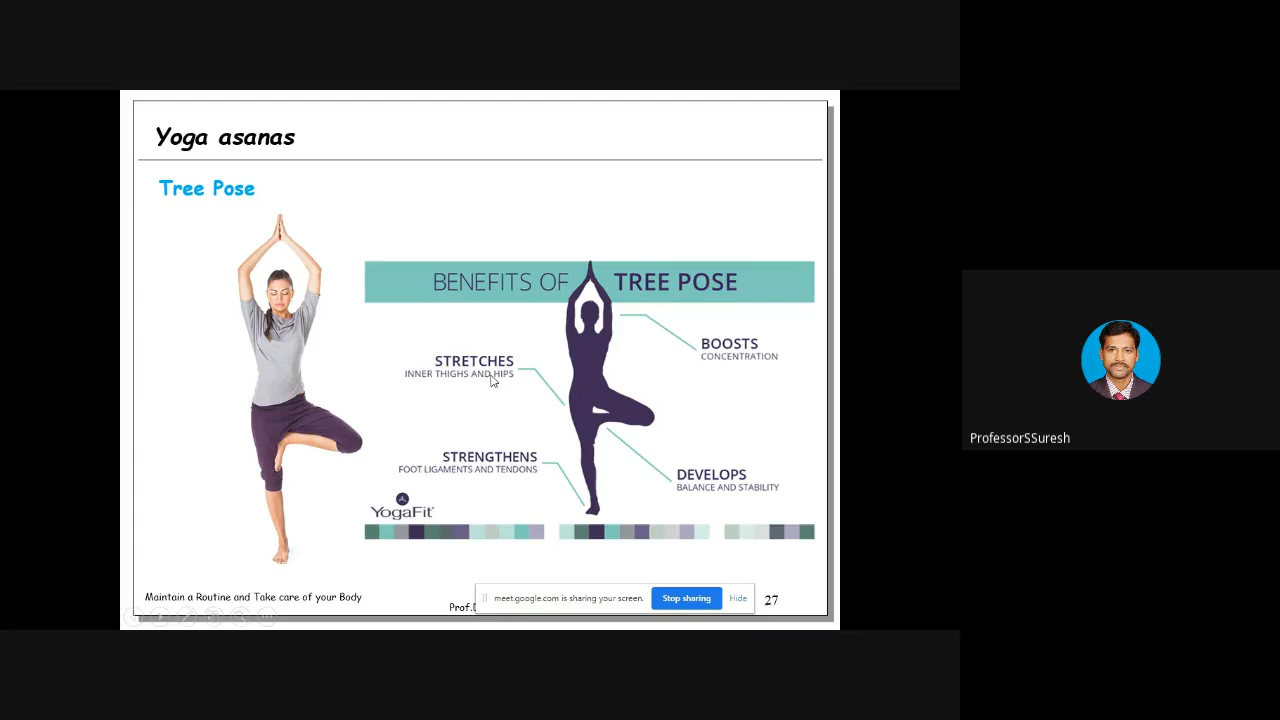 Yoga asanas
Tree Pose
BENEFITS OF TREE POSE
BOOSTS
CONCENTRATION
STRETCHES
INNER THIGHS AND HIPS
STRENGTHENS
FOOT LIGAMENTS AND TENDONS
DEVELOPS
BALANCE AND STABILITY
YogaFit
Maintain a Routine and Take care of your Body
Prof.
meet.google.com is sharing your screen.
Stop sharing
Hide
27
ProfessorSSuresh